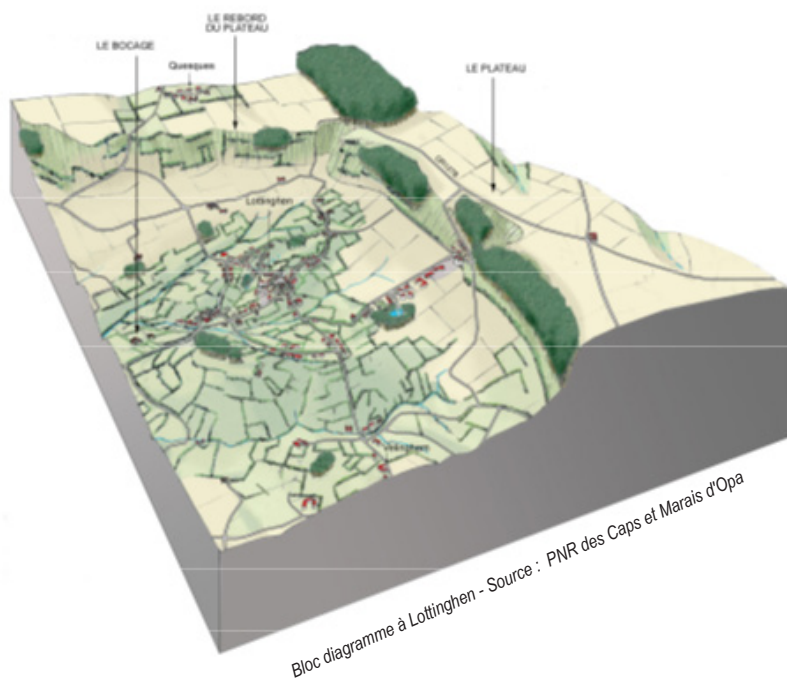 LE REBORD
DU PLATEAU
LE BOCAGE
Quesques
LE PLATEAU
Lottinghen
Bloc diagramme à Lottinghen - Source : PNR des Caps et Marais d'Opa